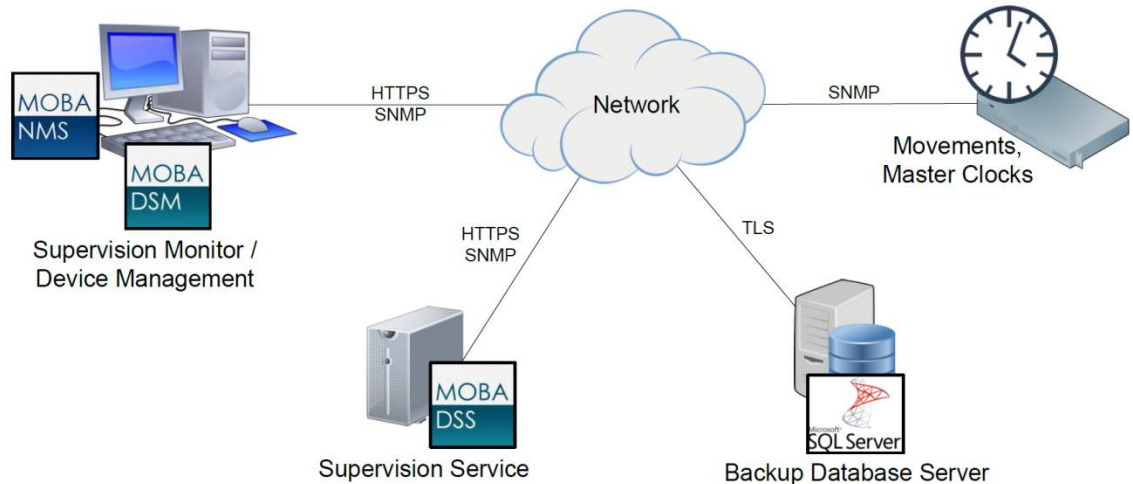 MOBA
NMS
MOBA
DSM
Supervision Monitor /
Device Management
HTTPS
SNMP
Network
SNMP
Movements,
Master Clocks
HTTPS
SNMP
TLS
MOBA
DSS
Supervision Service
Microsoft®
SQL Server
Backup Database Server